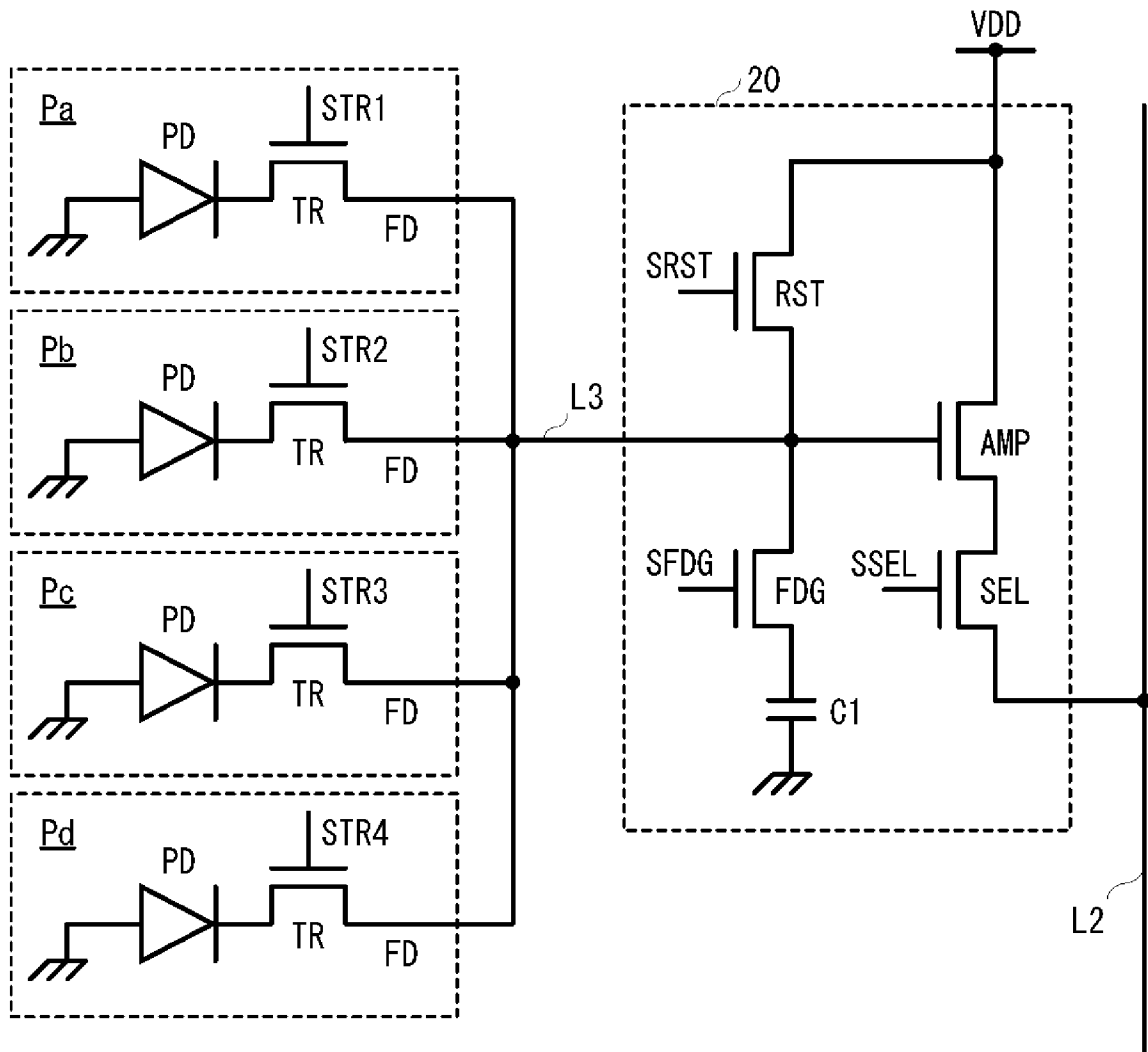 VDD
20
Pa
STR1
PD
TR
FD
SRST
RST
Pb
STR2
PD
TR
FD
L3
AMP
Pc
STR3
PD
TR
FD
SFDG
FDG
SSEL
SEL
C1
Pd
STR4
PD
TR
FD
L2